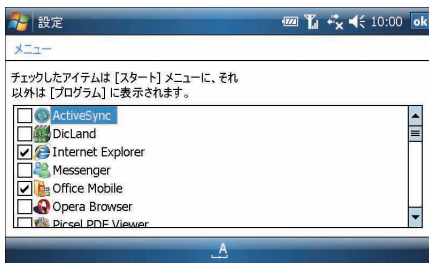 設定 10:00 ok
メニュー
チェックしたアイテムは [スタート] メニューに、それ
以外は [プログラム] に表示されます。
ActiveSync
DicLand
Internet Explorer
Messenger
Office Mobile
Opera Browser
Picsel PDF Viewer
A